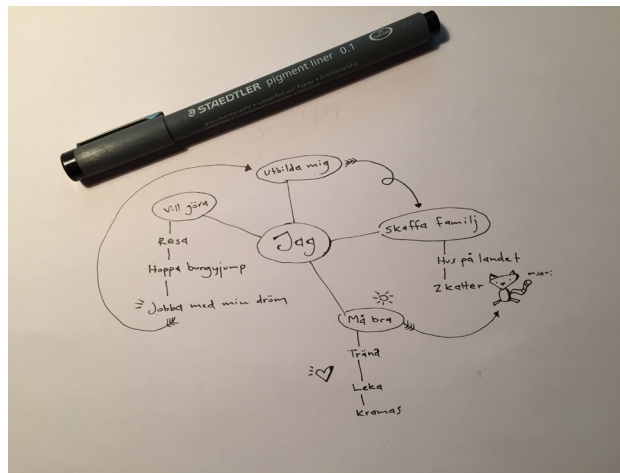 STAEDTLER pigment liner 0.1
utbilda mig
Vill göra
Skaffa familj
Jag
Resa
Hoppa bungyjump
Jobba med min dröm
Hus på landet
2 katter
Må bra
Träna
Leka
Kramas